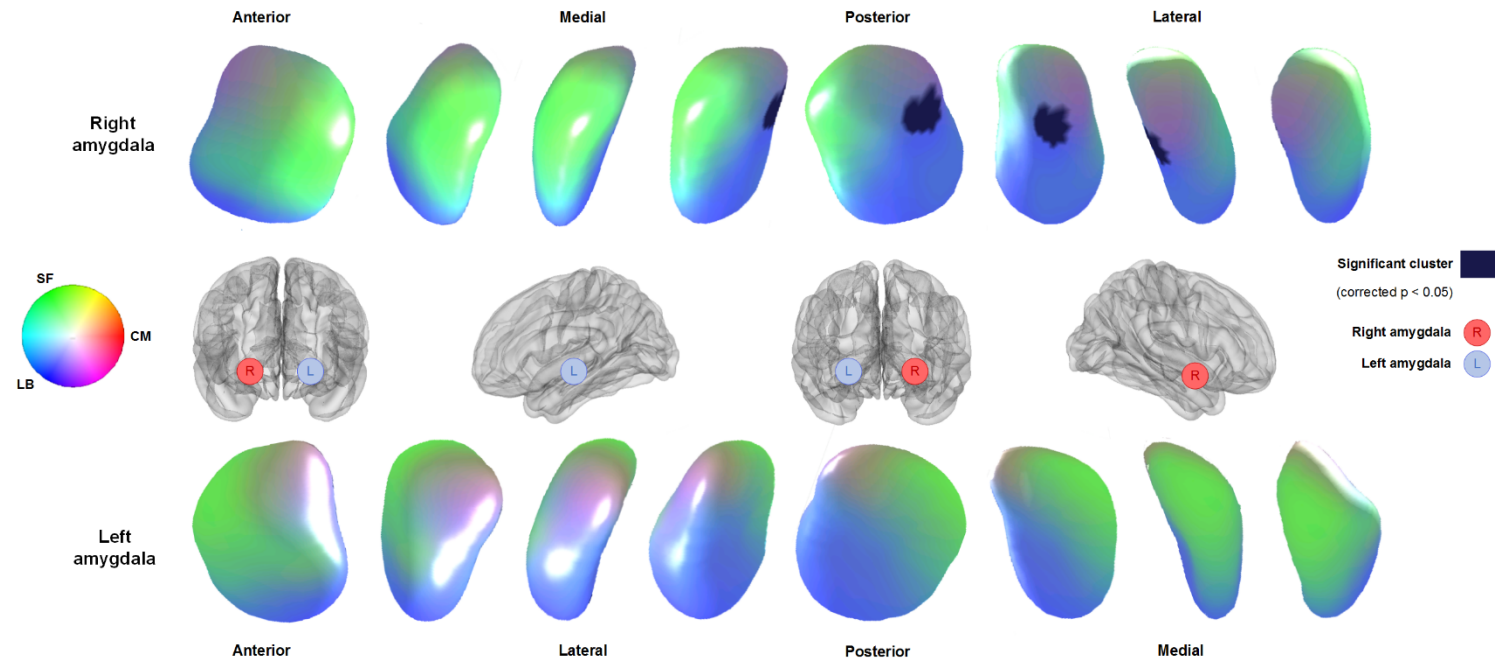 Anterior
Medial
Posterior
Lateral
Right
amygdala
SF
CM
LB
R
L
L
L
R
R
Significant cluster
(corrected p < 0.05)
Right amygdala
R
Left amygdala
L
Left
amygdala
Anterior
Lateral
Posterior
Medial